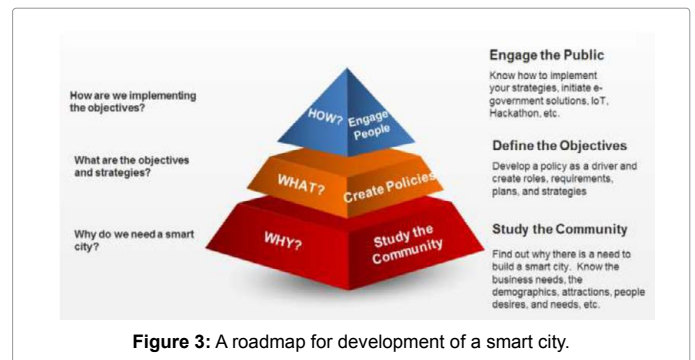 How are we implementing
the objectives?
HOW?
Engage
People
Engage the Public
Know how to implement
your strategies, initiate e-
government solutions, IoT,
Hackathon, etc.
What are the objectives
and strategies?
WHAT?
Create Policies
Define the Objectives
Develop a policy as a driver and
create roles, requirements,
plans, and strategies
Why do we need a smart
city?
WHY?
Study the
Community
Study the Community
Find out why there is a need to
build a smart city. Know the
business needs, the
demographics, attractions, people
desires, and needs, etc.
Figure 3: A roadmap for development of a smart city.